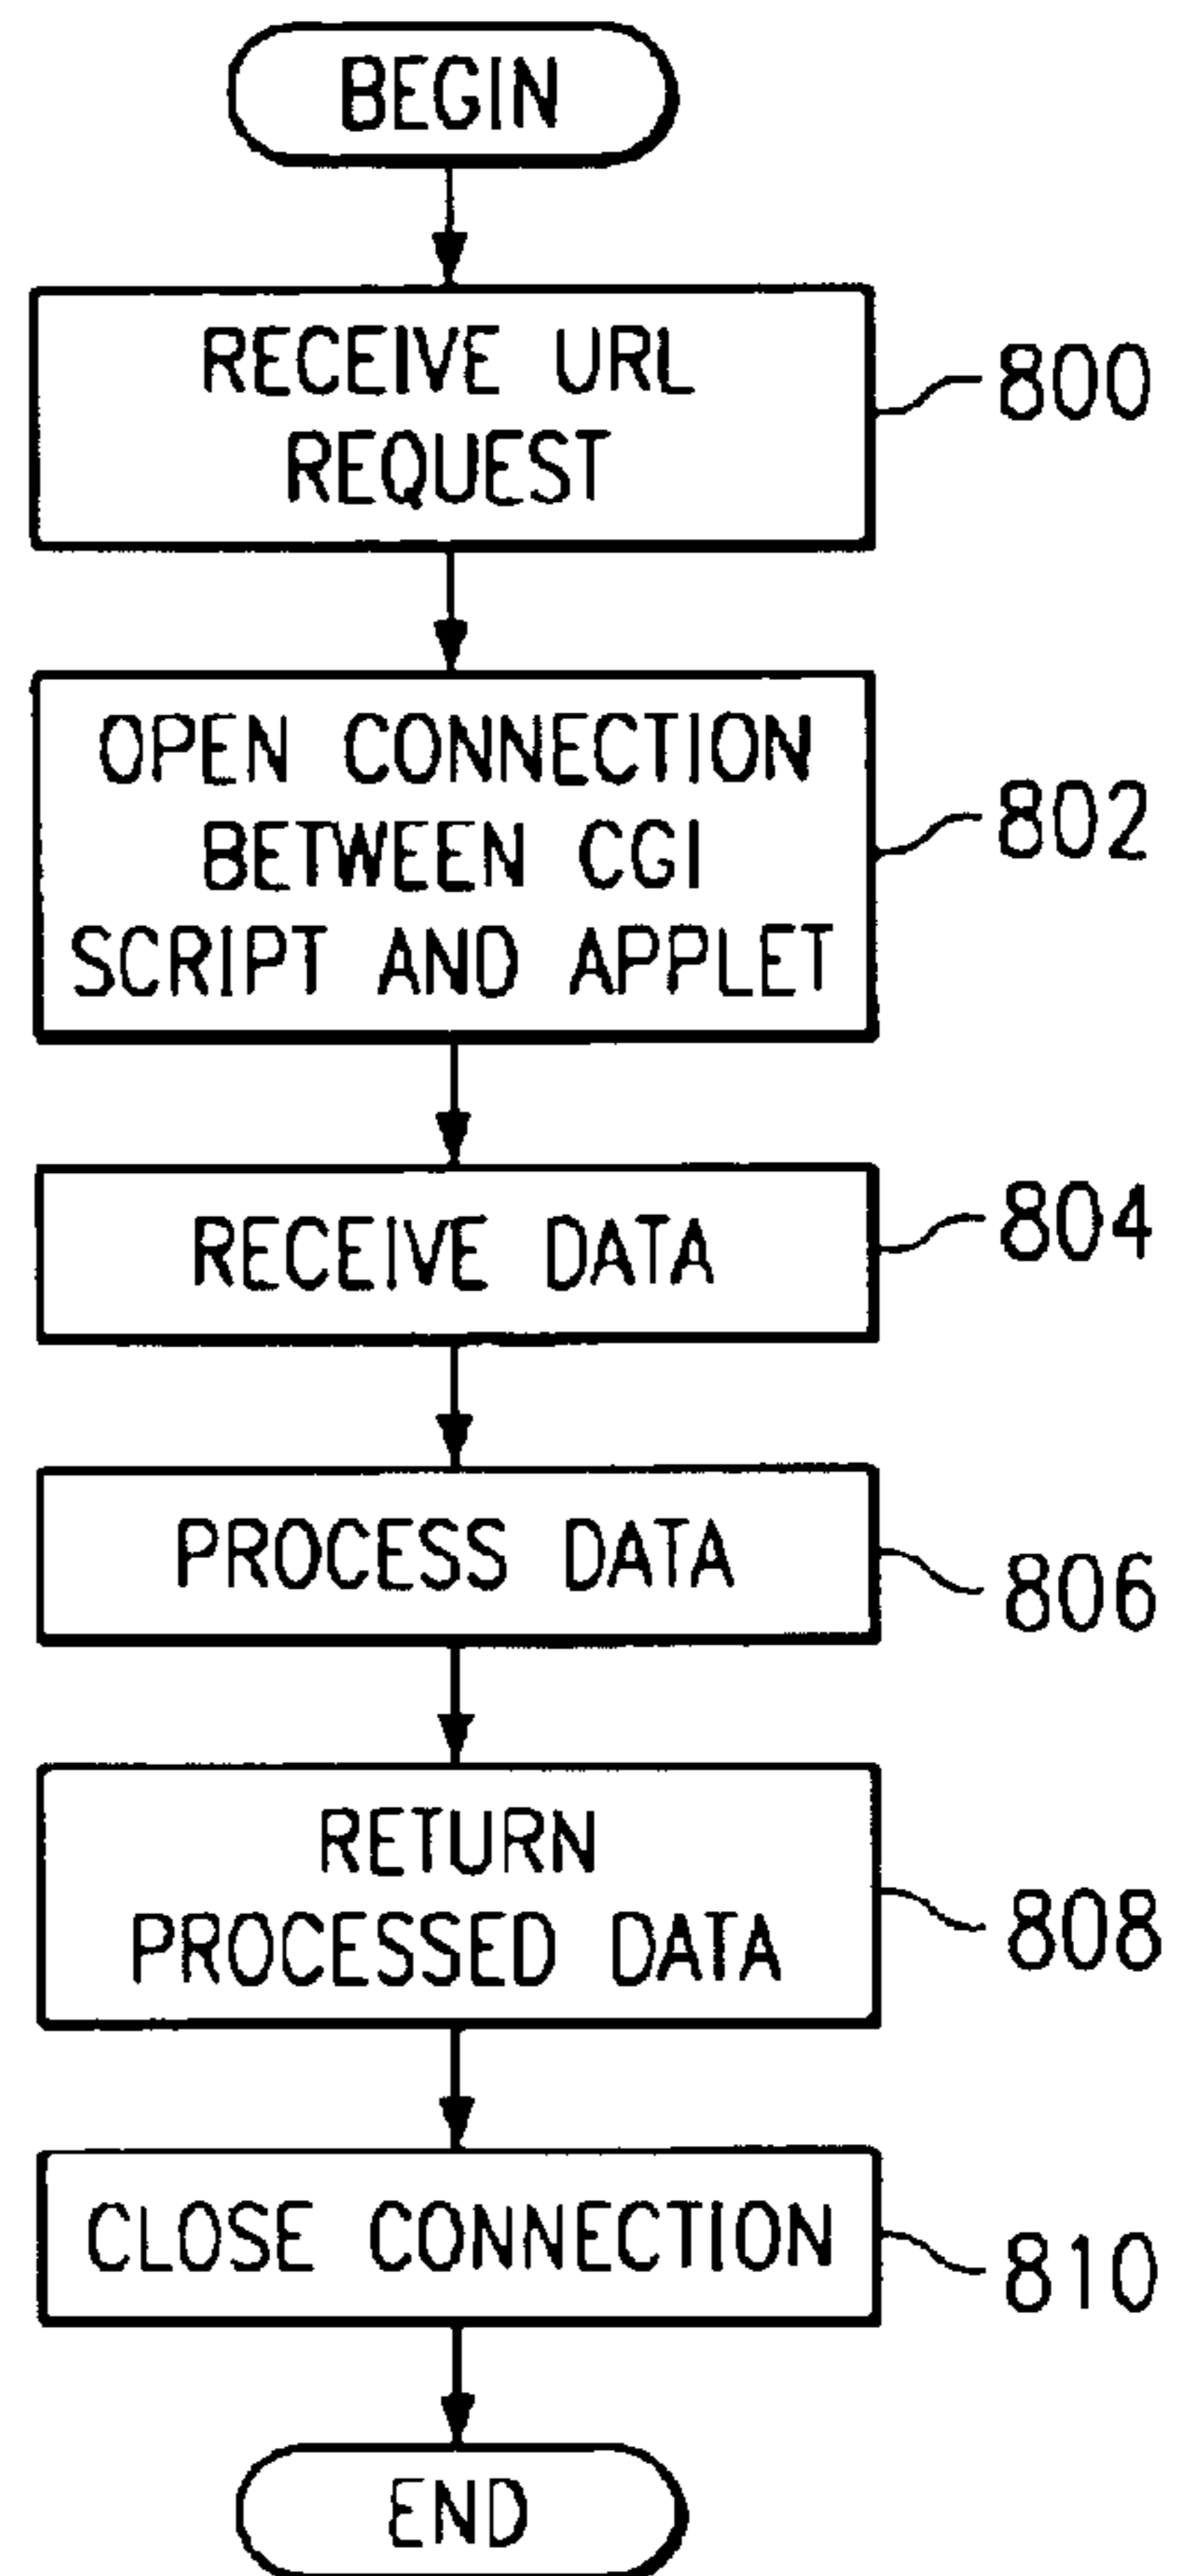 BEGIN
RECEIVE URL
REQUEST
800
OPEN CONNECTION
BETWEEN CGI
SCRIPT AND APPLET
802
RECEIVE DATA
804
PROCESS DATA
806
RETURN
PROCESSED DATA
808
CLOSE CONNECTION
810
END